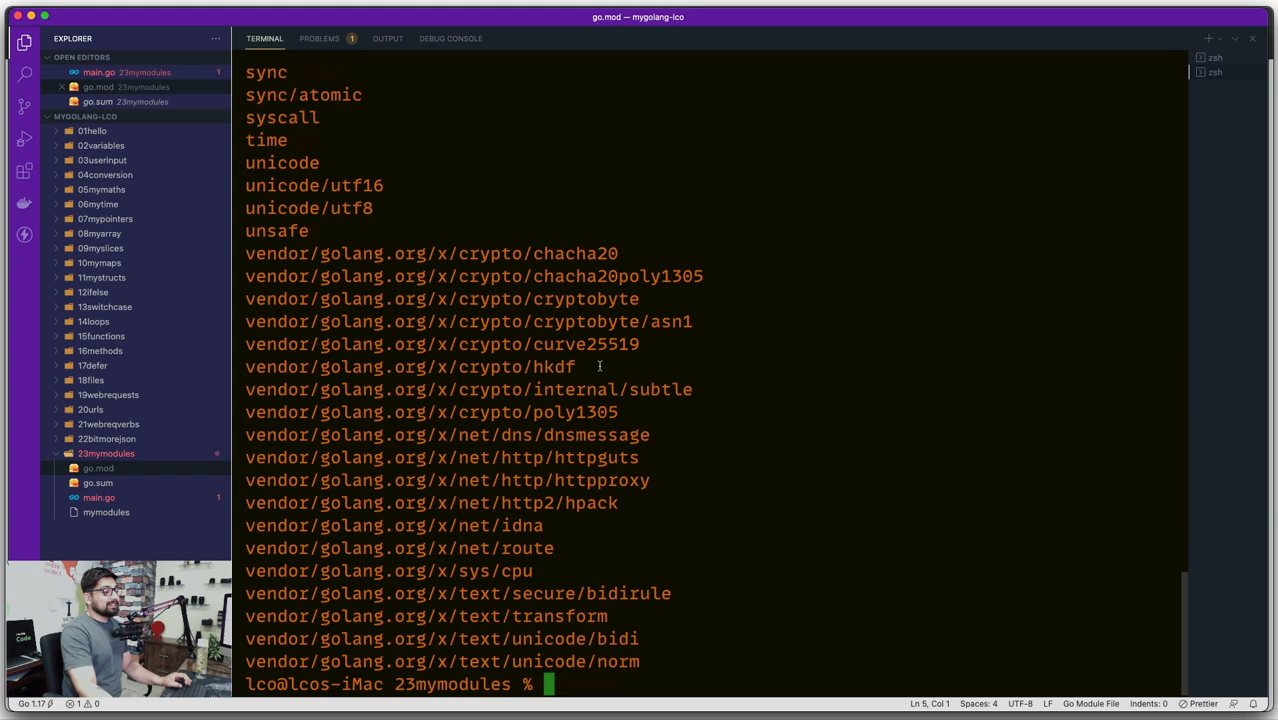 go.mod — mygolang-lco
EXPLORER
OPEN EDITORS
main.go 23mymodules 1
go.mod 23mymodules
go.sum 23mymodules
MYGOLANG-LCO
01hello
02variables
03userinput
04conversion
05mymaths
06mytime
07mypointers
08myarray
09myslices
10mymaps
11mystructs
12ifelse
13switchcase
14loops
15functions
16methods
17defer
18files
19webrequests
20urls
21webreqverbs
22bitmorejson
23mymodules
go.mod
go.sum
main.go 1
mymodules
TERMINAL PROBLEMS 1 OUTPUT DEBUG CONSOLE
sync
sync/atomic
syscall
time
unicode
unicode/utf16
unicode/utf8
unsafe
vendor/golang.org/x/crypto/chacha20
vendor/golang.org/x/crypto/chacha20poly1305
vendor/golang.org/x/crypto/cryptobyte
vendor/golang.org/x/crypto/cryptobyte/asn1
vendor/golang.org/x/crypto/curve25519
vendor/golang.org/x/crypto/hkdf
vendor/golang.org/x/crypto/internal/subtle
vendor/golang.org/x/crypto/poly1305
vendor/golang.org/x/net/dns/dnsmessage
vendor/golang.org/x/net/http/httpguts
vendor/golang.org/x/net/http/httpproxy
vendor/golang.org/x/net/http2/hpack
vendor/golang.org/x/net/idna
vendor/golang.org/x/net/route
vendor/golang.org/x/sys/cpu
vendor/golang.org/x/text/secure/bidirule
vendor/golang.org/x/text/transform
vendor/golang.org/x/text/unicode/bidi
vendor/golang.org/x/text/unicode/norm
lco@lcos-iMac 23mymodules %
zsh
zsh
Code
Go 1.17 1 0 Ln 5, Col 1 Spaces: 4 UTF-8 LF Go Module File Indents: 0 Prettier